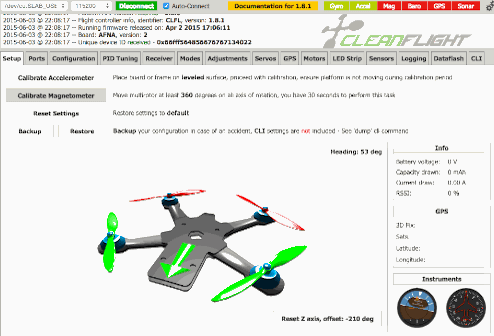 /dev/cu.SLAB_USB 115200 Disconnect Auto-Connect Documentation for 1.8.1 Gyro Accel Mag Baro GPS Sonar
2015-06-03 @ 22:08:17 -- Flight controller info, identifier: CLFL, version: 1.8.1
2015-06-03 @ 22:08:17 -- Running firmware released on: Apr 2 2015 17:06:11
2015-06-03 @ 22:08:17 -- Board: AFNA, version: 2
2015-06-03 @ 22:08:17 -- Unique device ID received - 0x66fff564856676767134022
CLEANFLIGHT
Setup Ports Configuration PID Tuning Receiver Modes Adjustments Servos GPS Motors LED Strip Sensors Logging Dataflash CLI
Calibrate Accelerometer Place board or frame on leveled surface, proceed with calibration, ensure platform is not moving during calibration period
Calibrate Magnetometer Move multirotor at least 360 degrees on all axis of rotation, you have 30 seconds to perform this task
Reset Settings Restore settings to default
Backup Restore Backup your configuration in case of an accident, CLI settings are not included - See 'dump' cli command
Heading: 53 deg
Info
Battery voltage: 0 V
Capacity drawn: 0 mAh
Current draw: 0.00 A
RSSI: 0 %
GPS
3D Fix:
Sats:
Latitude:
Longitude:
Instruments
Reset Z axis, offset: -210 deg